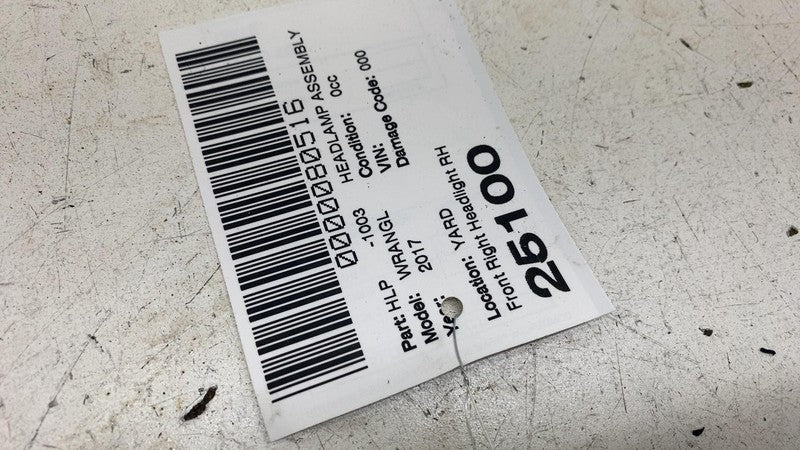 0000080516
-1003 HEADLAMP ASSEMBLY
Part: HLP Condition: 0cc
Model: WRANGL VIN:
Year: 2017 Damage Code: 000
Location: YARD
Front Right Headlight RH
25100